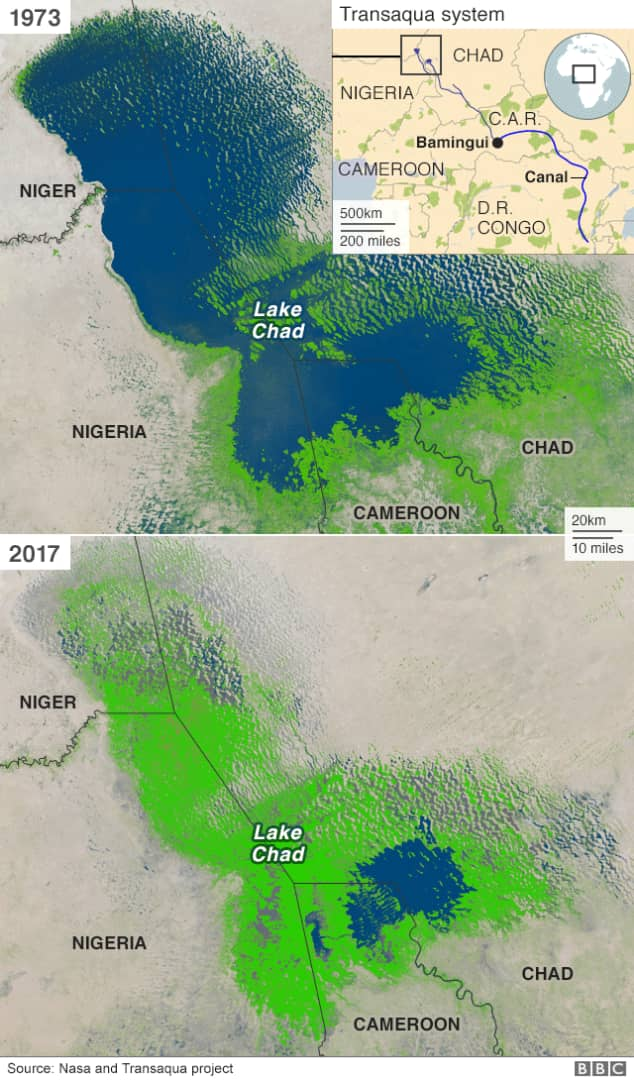 1973
Transaqua system
CHAD
NIGERIA
C.A.R.
Bamingui
CAMEROON
Canal
D.R.
CONGO
500km
200 miles
NIGER
Lake
Chad
NIGERIA
CHAD
CAMEROON
20km
10 miles
2017
NIGER
Lake
Chad
NIGERIA
CHAD
CAMEROON
Source: Nasa and Transaqua project
BBC